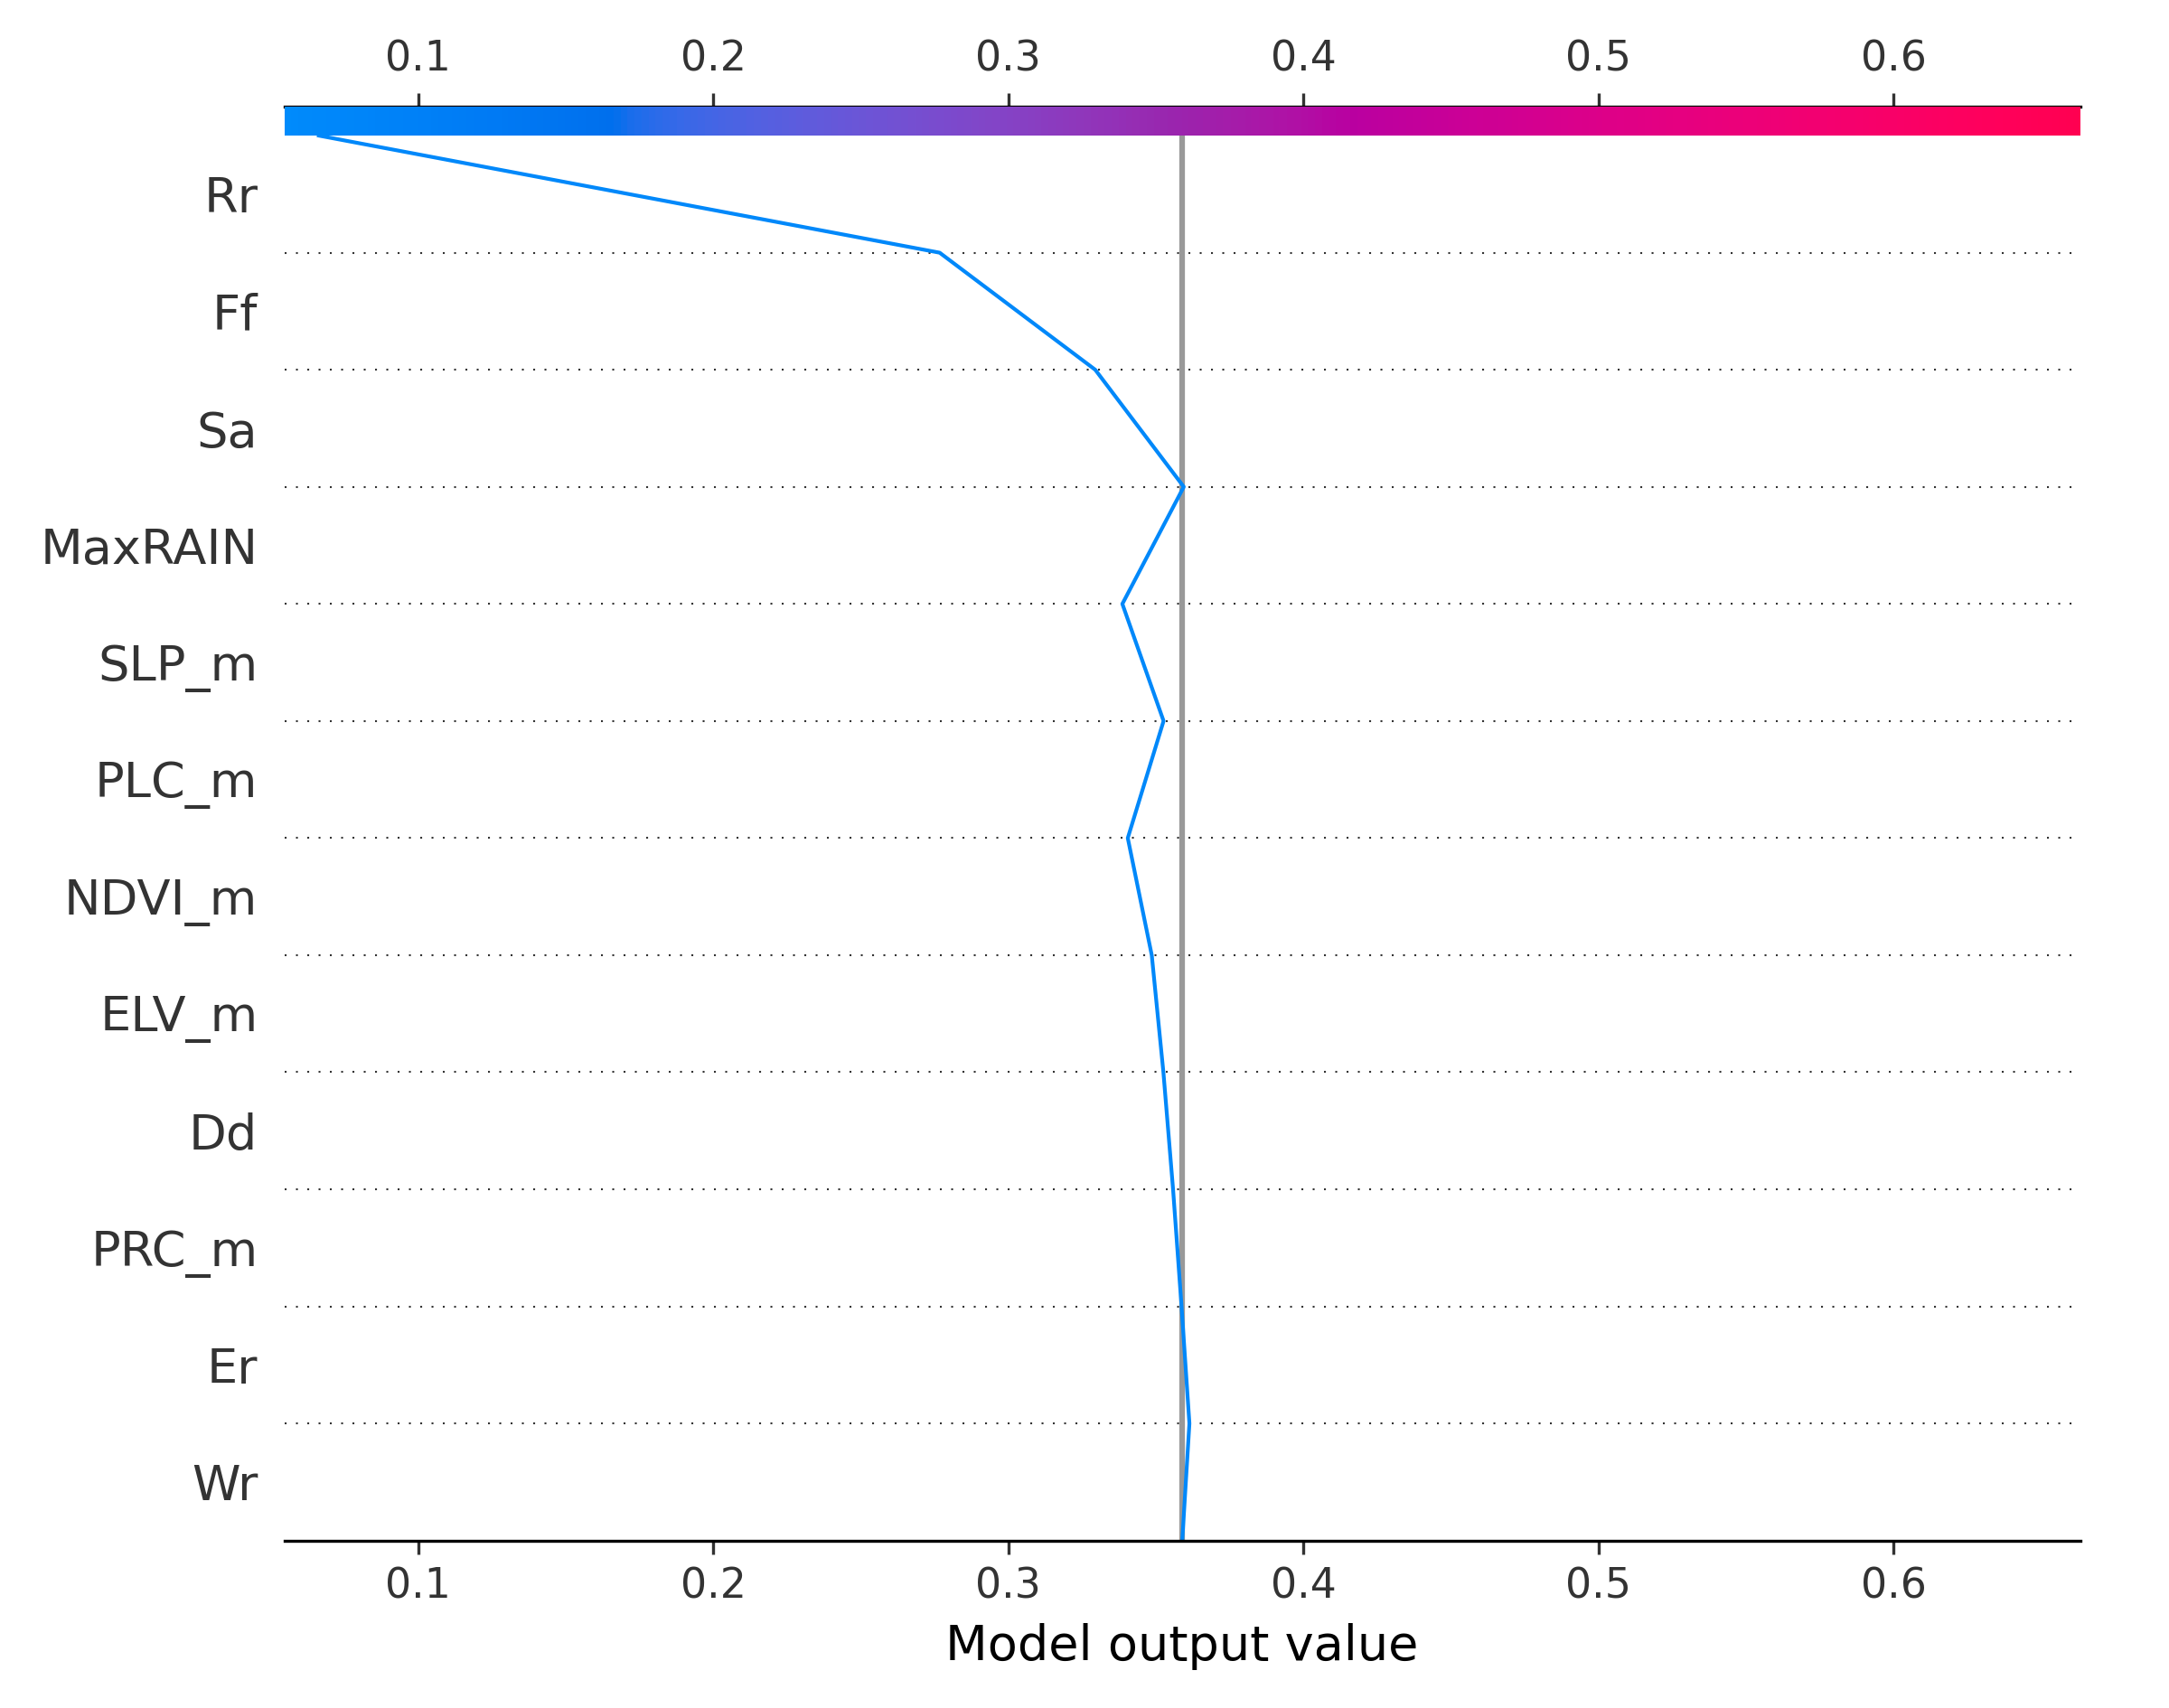 0.1 0.2 0.3 0.4 0.5 0.6
Rr
Ff
Sa
MaxRAIN
SLP_m
PLC_m
NDVI_m
ELV_m
Dd
PRC_m
Er
Wr
0.1 0.2 0.3 0.4 0.5 0.6
Model output value